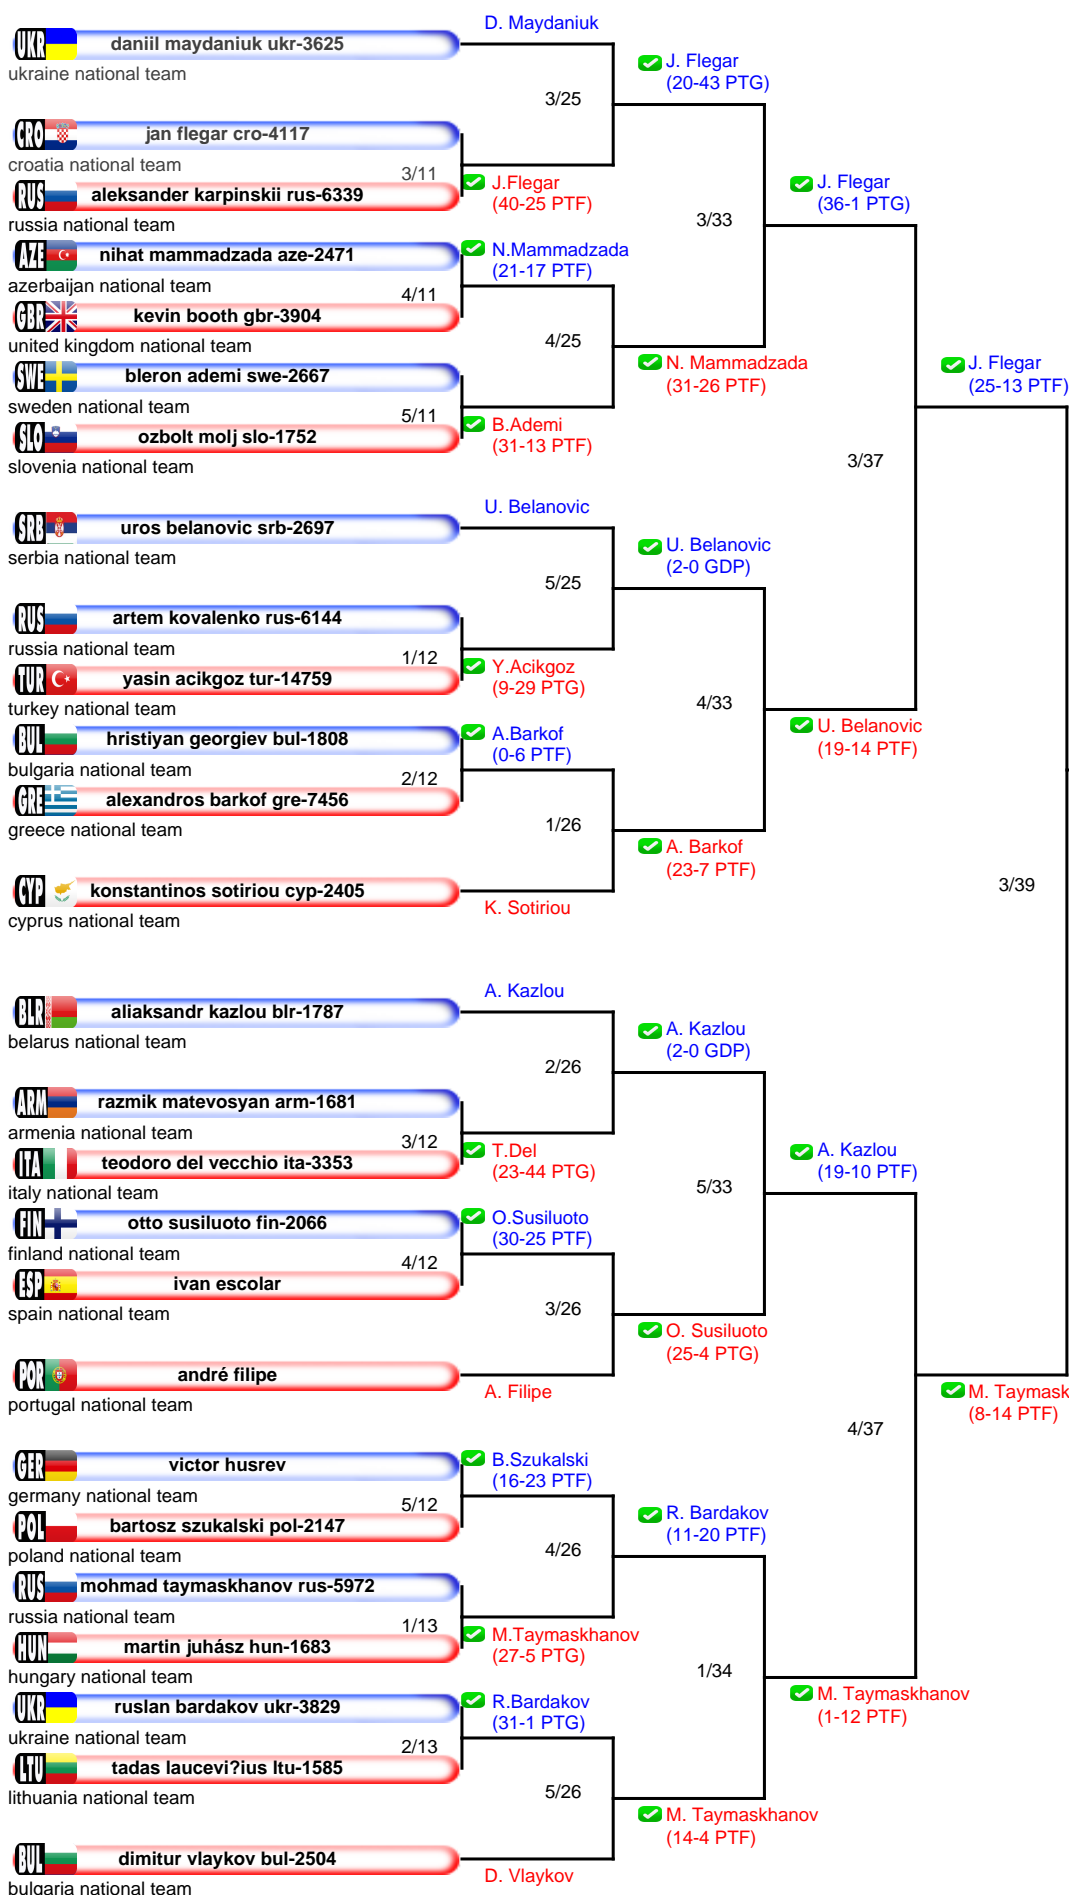 D. Maydaniuk
UKR daniil maydaniuk ukr-3625
ukraine national team
J. Flegar
(20-43 PTG)
3/25
CRO jan flegar cro-4117
croatia national team
3/11
J.Flegar
(40-25 PTF)
RUS aleksander karpinskii rus-6339
russia national team
J. Flegar
(36-1 PTG)
3/33
AZE nihat mammadzada aze-2471
azerbaijan national team
N.Mammadzada
(21-17 PTF)
4/11
GBR kevin booth gbr-3904
united kingdom national team
4/25
N. Mammadzada
(31-26 PTF)
SWE bleron ademi swe-2667
sweden national team
5/11
B.Ademi
(31-13 PTF)
SLO ozbolt molj slo-1752
slovenia national team
J. Flegar
(25-13 PTF)
3/37
U. Belanovic
SRB uros belanovic srb-2697
serbia national team
U. Belanovic
(2-0 GDP)
5/25
RUS artem kovalenko rus-6144
russia national team
1/12
Y.Acikgoz
(9-29 PTG)
TUR yasin acikgoz tur-14759
turkey national team
4/33
U. Belanovic
(19-14 PTF)
BUL hristiyan georgiev bul-1808
bulgaria national team
A.Barkof
(0-6 PTF)
2/12
GRE alexandros barkof gre-7456
greece national team
1/26
A. Barkof
(23-7 PTF)
CYP konstantinos sotiriou cyp-2405
cyprus national team
K. Sotiriou
3/39
A. Kazlou
BLR aliaksandr kazlou blr-1787
belarus national team
A. Kazlou
(2-0 GDP)
2/26
ARM razmik matevosyan arm-1681
armenia national team
3/12
T.Del
(23-44 PTG)
ITA teodoro del vecchio ita-3353
italy national team
A. Kazlou
(19-10 PTF)
5/33
FIN otto susiluoto fin-2066
finland national team
O.Susiluoto
(30-25 PTF)
4/12
ESP ivan escolar
spain national team
3/26
O. Susiluoto
(25-4 PTG)
POR andré filipe
portugal national team
A. Filipe
M. Taymask
(8-14 PTF)
4/37
GER victor husrev
germany national team
B.Szukalski
(16-23 PTF)
5/12
POL bartosz szukalski pol-2147
poland national team
R. Bardakov
(11-20 PTF)
4/26
RUS mohmad taymaskhanov rus-5972
russia national team
1/13
M.Taymaskhanov
(27-5 PTG)
HUN martin juhász hun-1683
hungary national team
1/34
M. Taymaskhanov
(1-12 PTF)
UKR ruslan bardakov ukr-3829
ukraine national team
R.Bardakov
(31-1 PTG)
2/13
LTU tadas laucevi?ius ltu-1585
lithuania national team
5/26
M. Taymaskhanov
(14-4 PTF)
BUL dimitur vlaykov bul-2504
bulgaria national team
D. Vlaykov